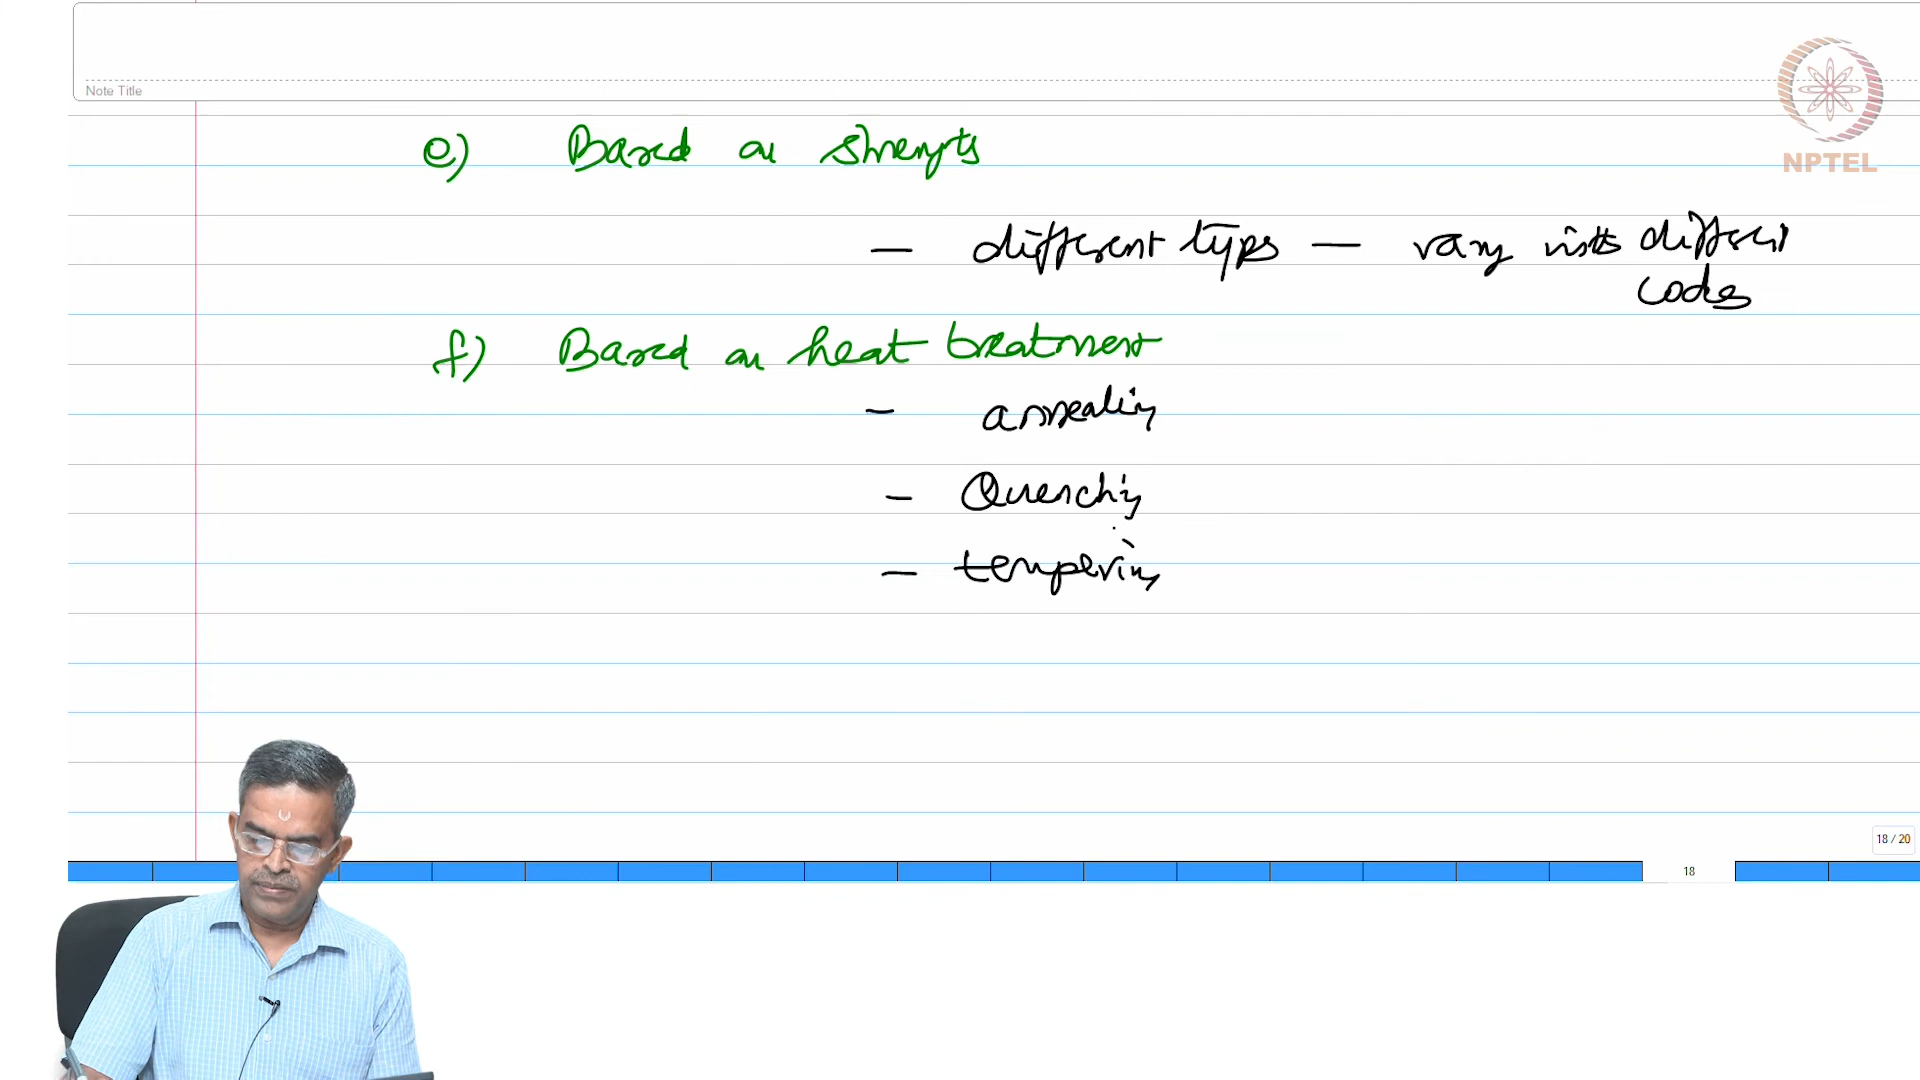 NPTEL
Note Title
e) Based on strengts
— different types — vary with different
codes
f) Based on heat treatment
- annealing
- Quenching
- tempering
18 / 20
18